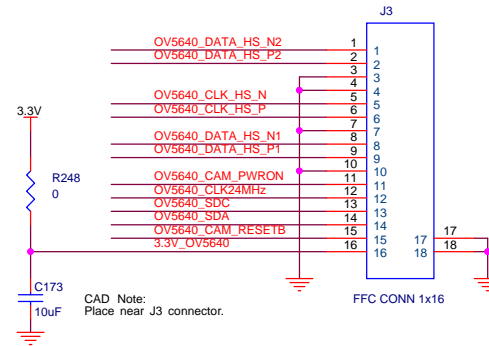 J3
OV5640_DATA_HS_N2 1 1
OV5640_DATA_HS_P2 2 2
3 3
4 4
OV5640_CLK_HS_N 5 5
OV5640_CLK_HS_P 6 6
7 7
OV5640_DATA_HS_N1 8 8
OV5640_DATA_HS_P1 9 9
10 10
OV5640_CAM_PWRON 11 11
OV5640_CLK24MHz 12 12
OV5640_SDC 13 13
OV5640_SDA 14 14
OV5640_CAM_RESETB 15 15 17 17
3.3V_OV5640 16 16 18 18
3.3V
R248
0
C173
10uF
CAD Note:
Place near J3 connector.
FFC CONN 1x16